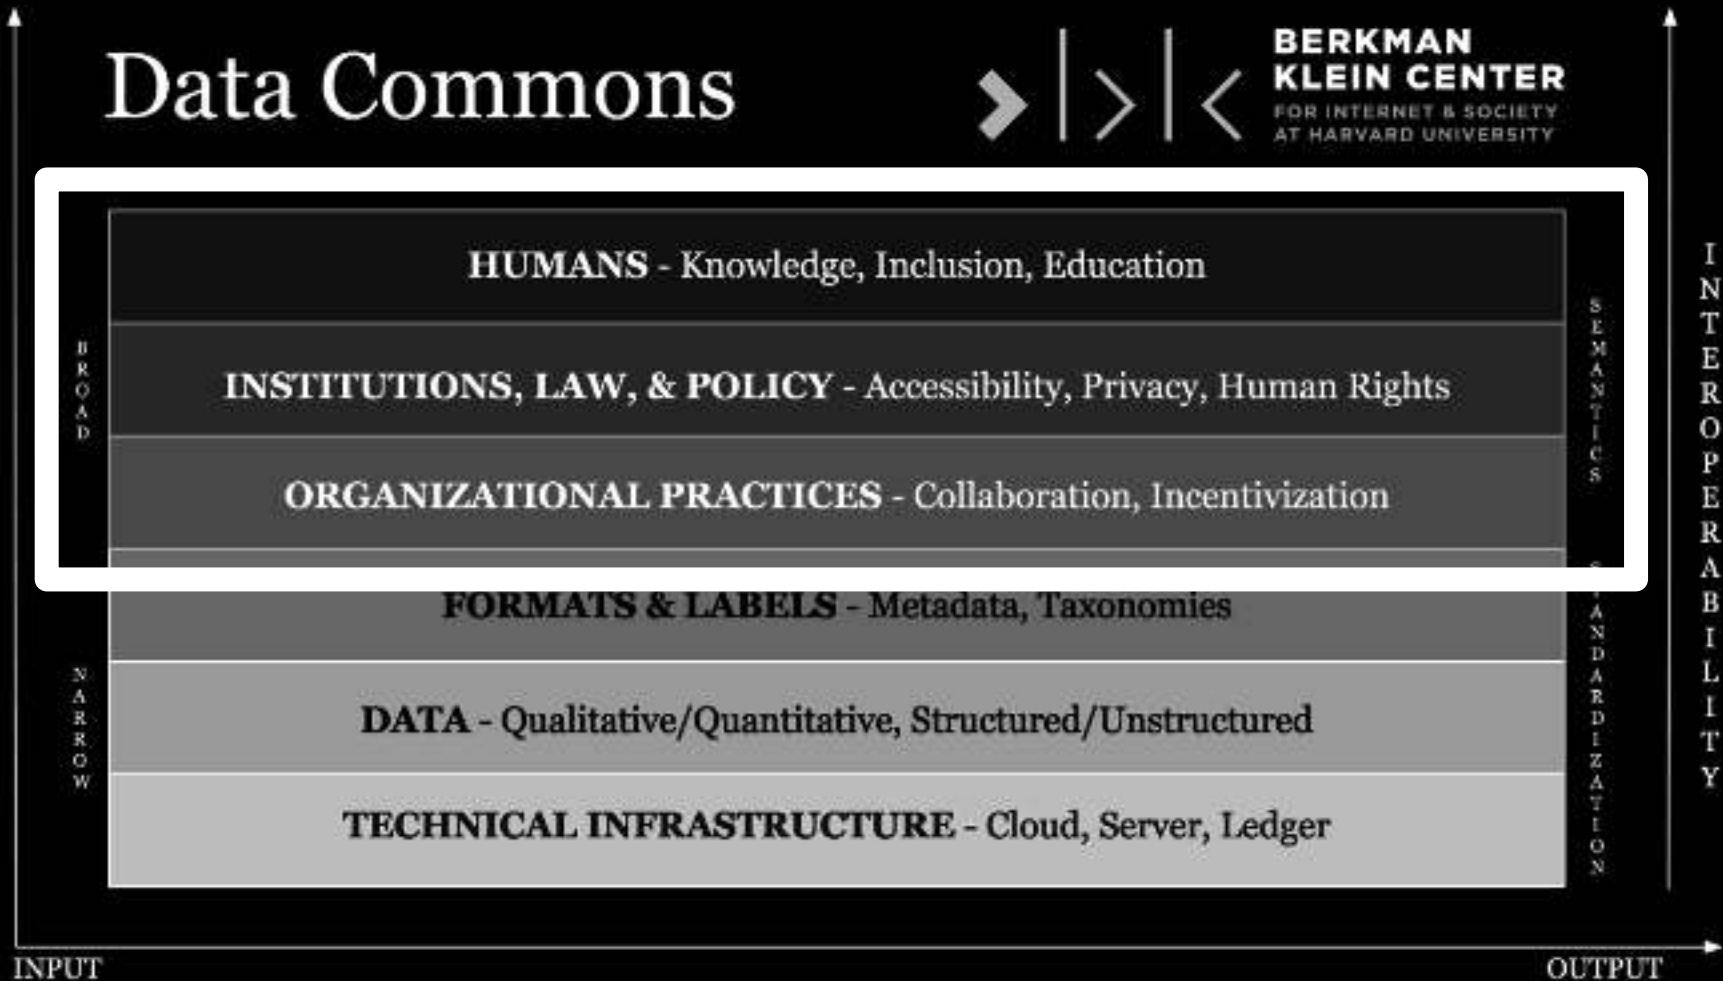 Data Commons
BERKMAN
KLEIN CENTER
FOR INTERNET & SOCIETY
AT HARVARD UNIVERSITY
HUMANS - Knowledge, Inclusion, Education
INSTITUTIONS, LAW, & POLICY - Accessibility, Privacy, Human Rights
ORGANIZATIONAL PRACTICES - Collaboration, Incentivization
FORMATS & LABELS - Metadata, Taxonomies
DATA - Qualitative/Quantitative, Structured/Unstructured
TECHNICAL INFRASTRUCTURE - Cloud, Server, Ledger
BROAD
NARROW
SEMANTICS
STANDARDIZATION
INTEROPERABILITY
INPUT
OUTPUT